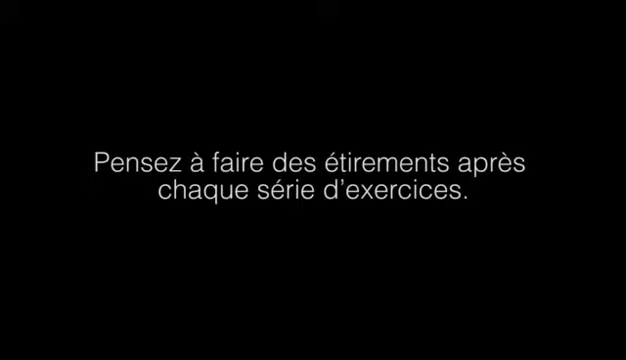 Pensez à faire des étirements après
chaque série d’exercices.